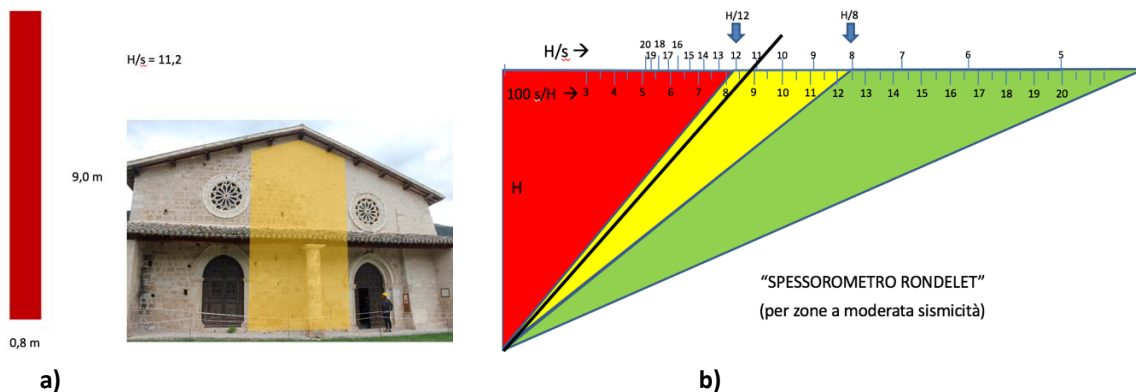 H/s = 11,2
9,0 m
0,8 m
a)
H/12
H/8
H/s →
20
19
18
17
16
15
14
13
12
11
10
9
8
7
6
5
100 s/H →
3
4
5
6
7
8
9
10
11
12
13
14
15
16
17
18
19
20
H
“SPESSOROMETRO RONDELET”
(per zone a moderata sismicità)
b)